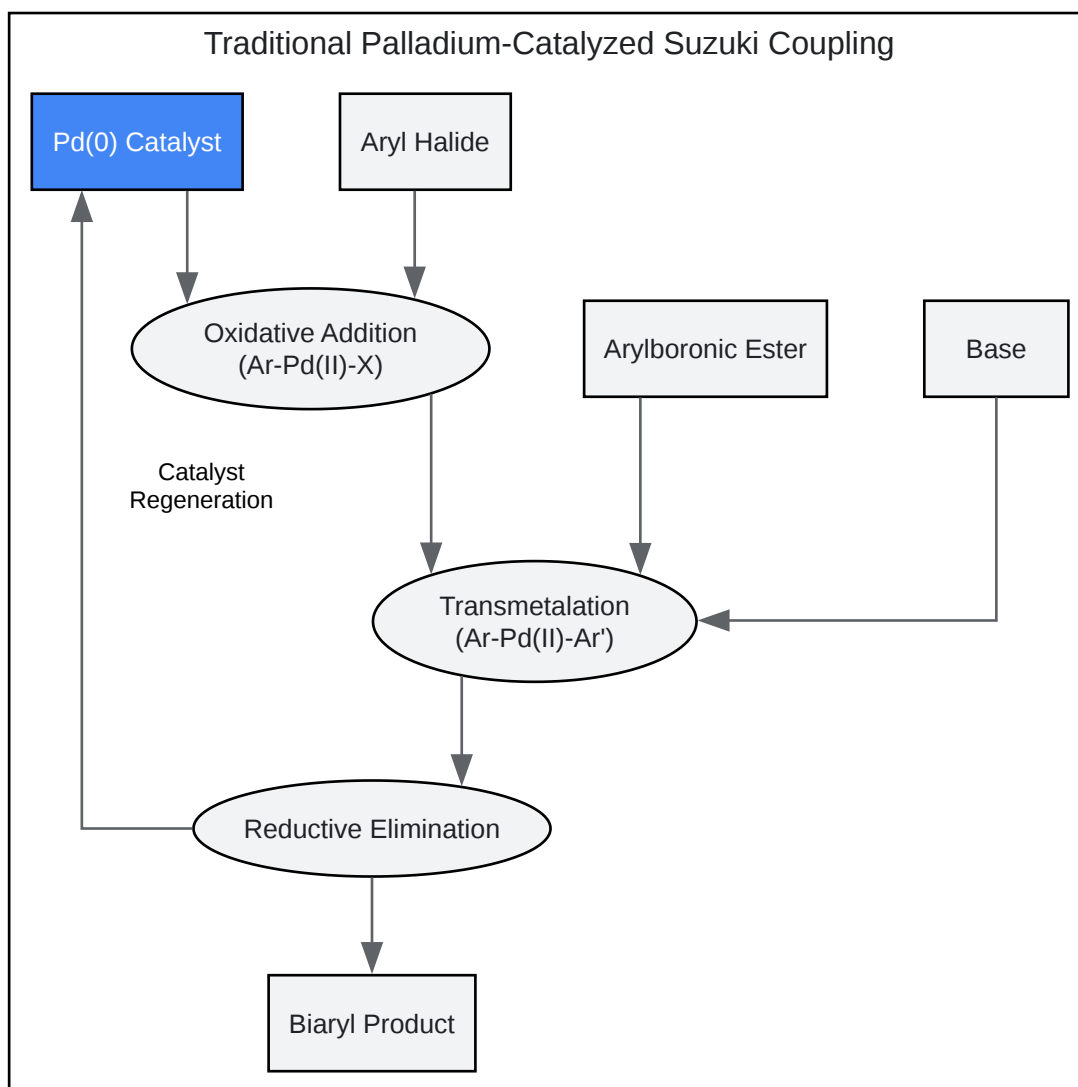 Traditional Palladium-Catalyzed Suzuki Coupling
Pd(0) Catalyst
Aryl Halide
Oxidative Addition
(Ar-Pd(II)-X)
Arylboronic Ester
Base
Catalyst
Regeneration
Transmetalation
(Ar-Pd(II)-Ar')
Reductive Elimination
Biaryl Product